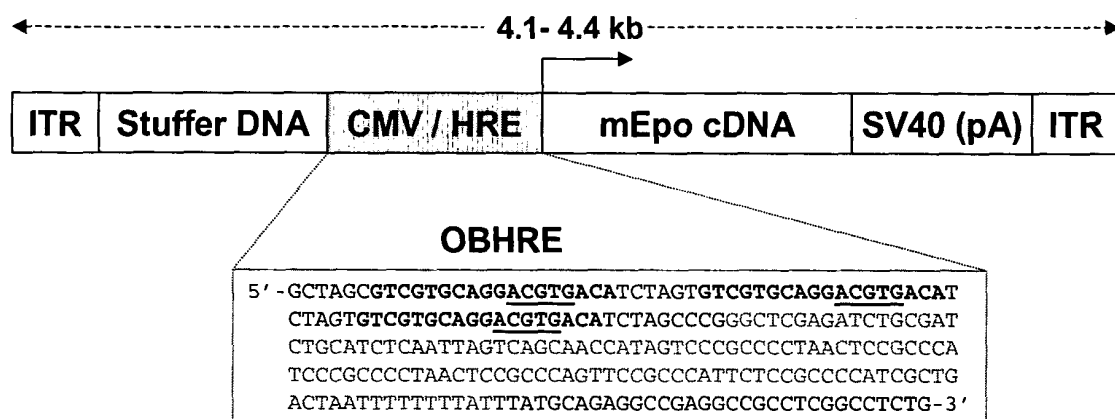 4.1- 4.4 kb
ITR Stuffer DNA CMV / HRE mEpo cDNA SV40 (pA) ITR
OBHRE
5'-GCTAGCGTCGTGCAGGACGTGACATCTAGTGTCGTGCAGGACGTGACAT
CTAGTGTCGTGCAGGACGTGACATCTAGCCCGGGCTCGAGATCTGCGAT
CTGCATCTCAATTAGTCAGCAACCATAGTCCCGCCCCTAACTCCGCCCA
TCCCGCCCCTAACTCCGCCCAGTTCCGCCCATTCTCCGCCCCATCGCTG
ACTAATTTTTTTTATTTATGCAGAGGCCGAGGCCGCCTCGGCCTCTG-3'